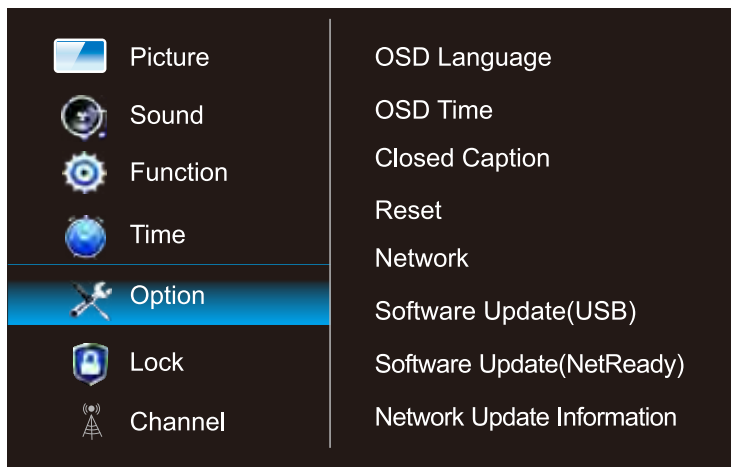 Picture
Sound
Function
Time
Option
Lock
Channel
OSD Language
OSD Time
Closed Caption
Reset
Network
Software Update(USB)
Software Update(NetReady)
Network Update Information